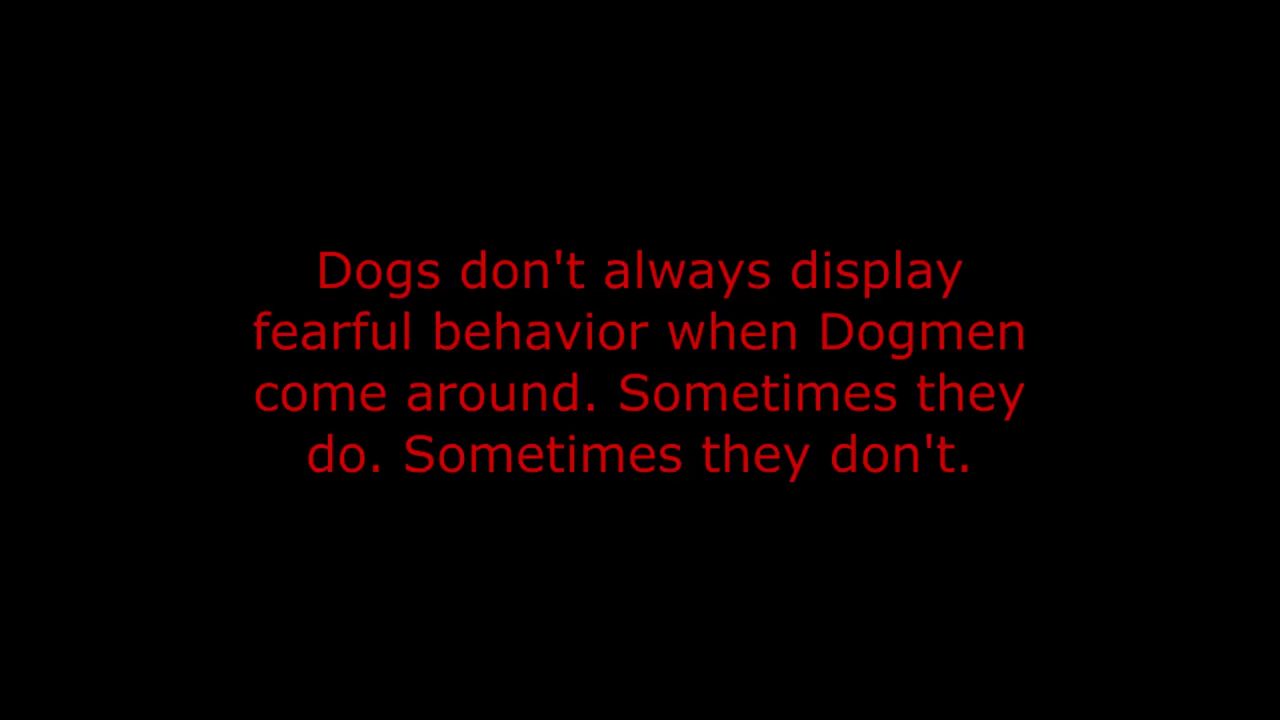 Dogs don't always display
fearful behavior when Dogmen
come around. Sometimes they
do. Sometimes they don't.